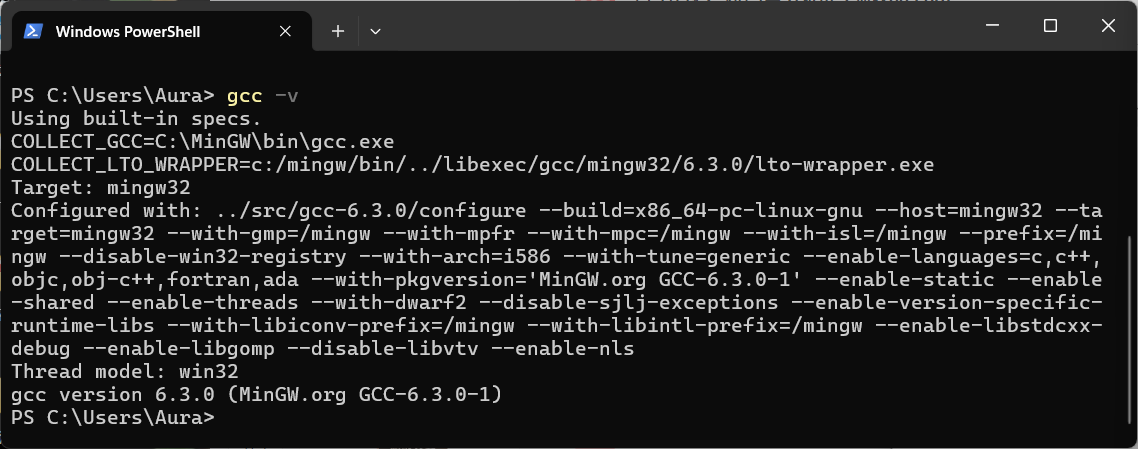 Windows PowerShell
PS C:\Users\Aura> gcc -v
Using built-in specs.
COLLECT_GCC=C:\MinGW\bin\gcc.exe
COLLECT_LTO_WRAPPER=c:/mingw/bin/../libexec/gcc/mingw32/6.3.0/lto-wrapper.exe
Target: mingw32
Configured with: ../src/gcc-6.3.0/configure --build=x86_64-pc-linux-gnu --host=mingw32 --ta
rget=mingw32 --with-gmp=/mingw --with-mpfr --with-mpc=/mingw --with-isl=/mingw --prefix=/mi
ngw --disable-win32-registry --with-arch=i586 --with-tune=generic --enable-languages=c,c++,
objc,obj-c++,fortran,ada --with-pkgversion='MinGW.org GCC-6.3.0-1' --enable-static --enable
-shared --enable-threads --with-dwarf2 --disable-sjlj-exceptions --enable-version-specific-
runtime-libs --with-libiconv-prefix=/mingw --with-libintl-prefix=/mingw --enable-libstdcxx-
debug --enable-libgomp --disable-libvtv --enable-nls
Thread model: win32
gcc version 6.3.0 (MinGW.org GCC-6.3.0-1)
PS C:\Users\Aura>